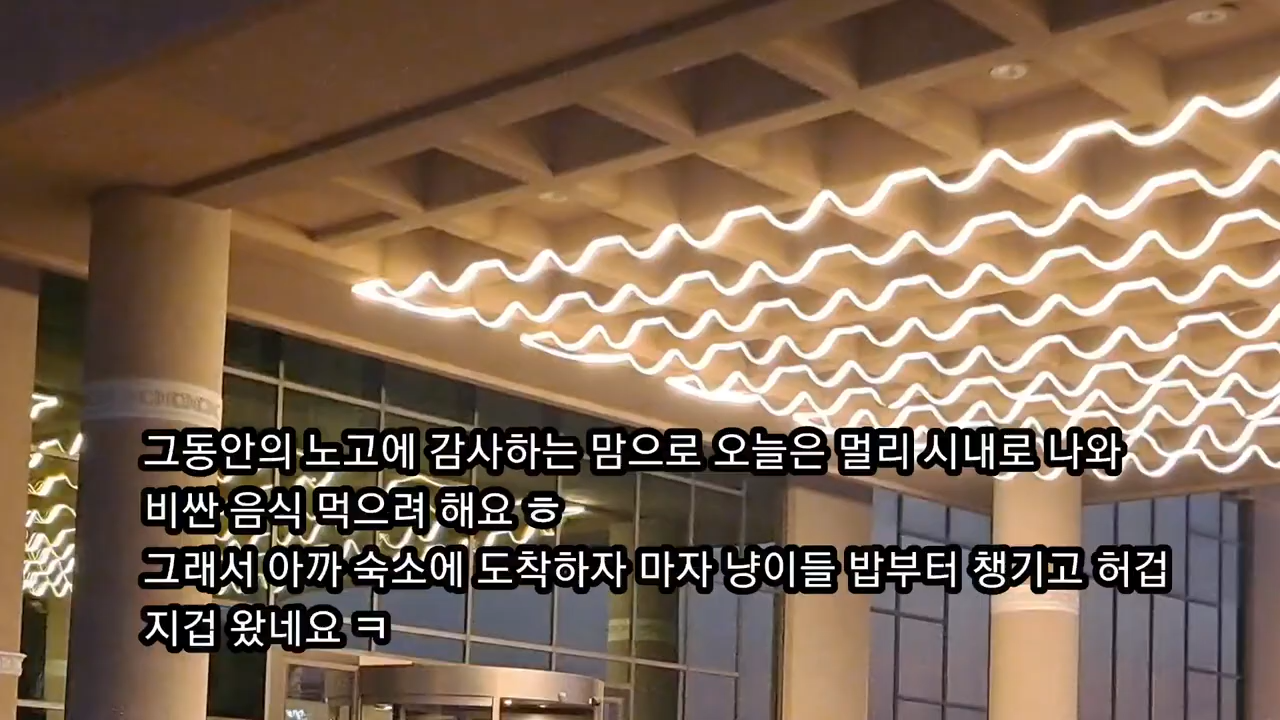 그동안의 노고에 감사하는 맘으로 오늘은 멀리 시내로 나와
비싼 음식 먹으려 해요 ㅎ
그래서 아까 숙소에 도착하자 마자 냥이들 밥부터 챙기고 허겁
지겁 왔네요 ㅋ